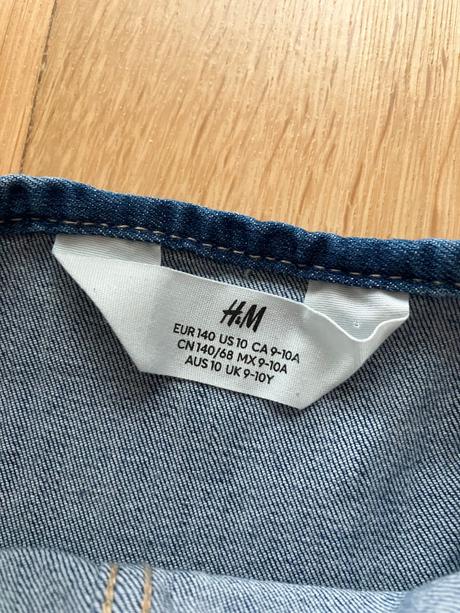 H&M
EUR 140 US 10 CA 9-10A
CN 140/68 MX 9-10A
AUS 10 UK 9-10Y